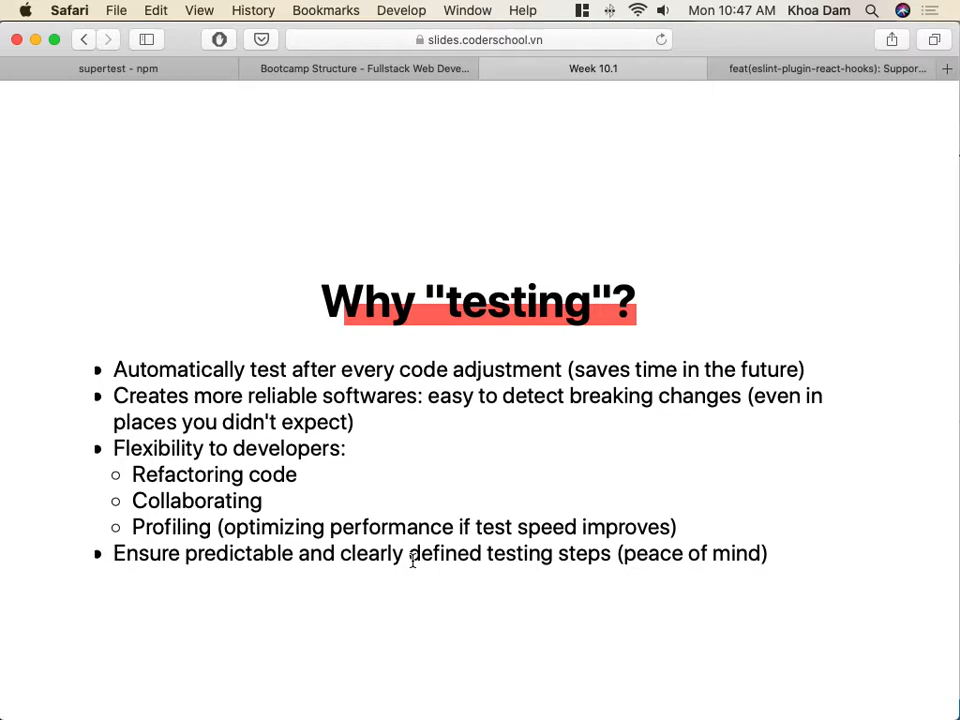 Safari File Edit View History Bookmarks Develop Window Help Mon 10:47 AM Khoa Dam
slides.coderschool.vn
supertest - npm Bootcamp Structure - Fullstack Web Deve... Week 10.1 feat(eslint-plugin-react-hooks): Suppor...
Why "testing"?
Automatically test after every code adjustment (saves time in the future)
Creates more reliable softwares: easy to detect breaking changes (even in
places you didn't expect)
Flexibility to developers:
Refactoring code
Collaborating
Profiling (optimizing performance if test speed improves)
Ensure predictable and clearly defined testing steps (peace of mind)